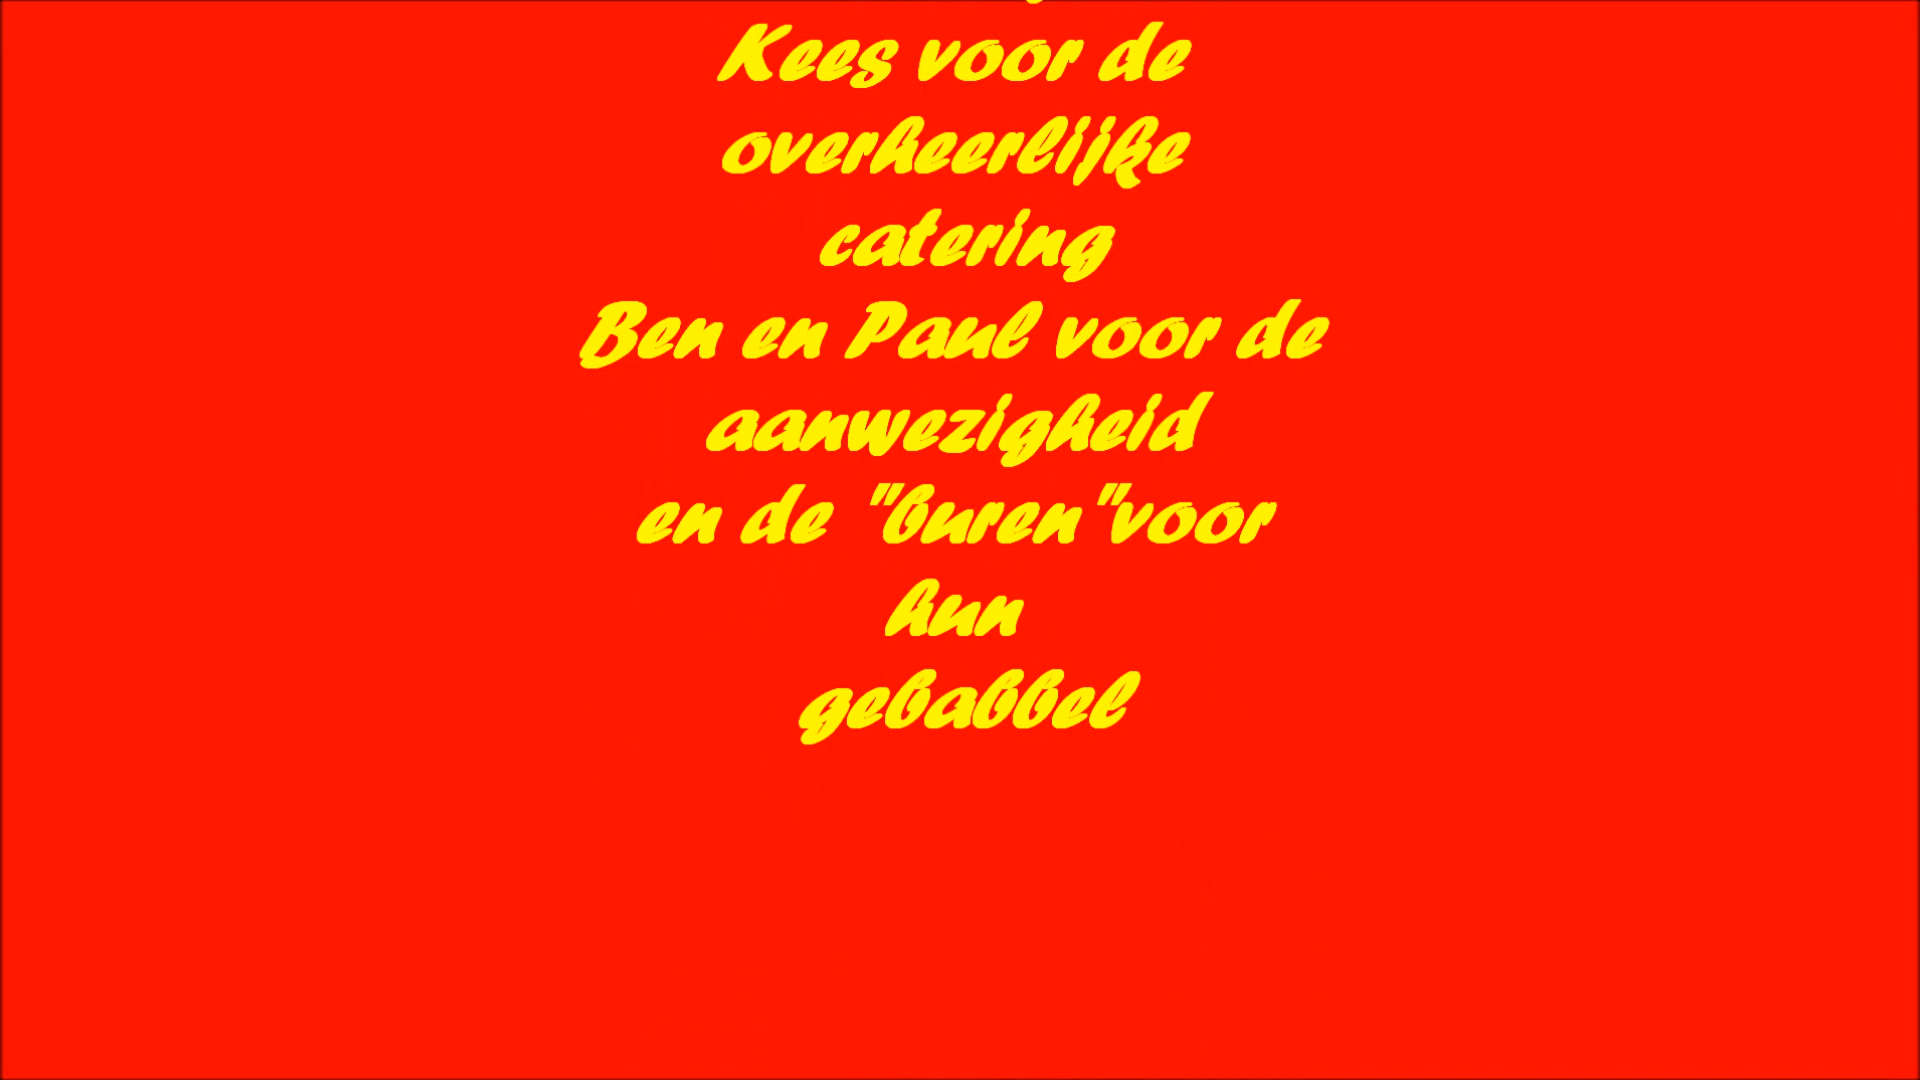 Kees voor de
overheerlijke
catering
Ben en Paul voor de
aanwezigheid
en de "buren"voor
hun
gebabbel